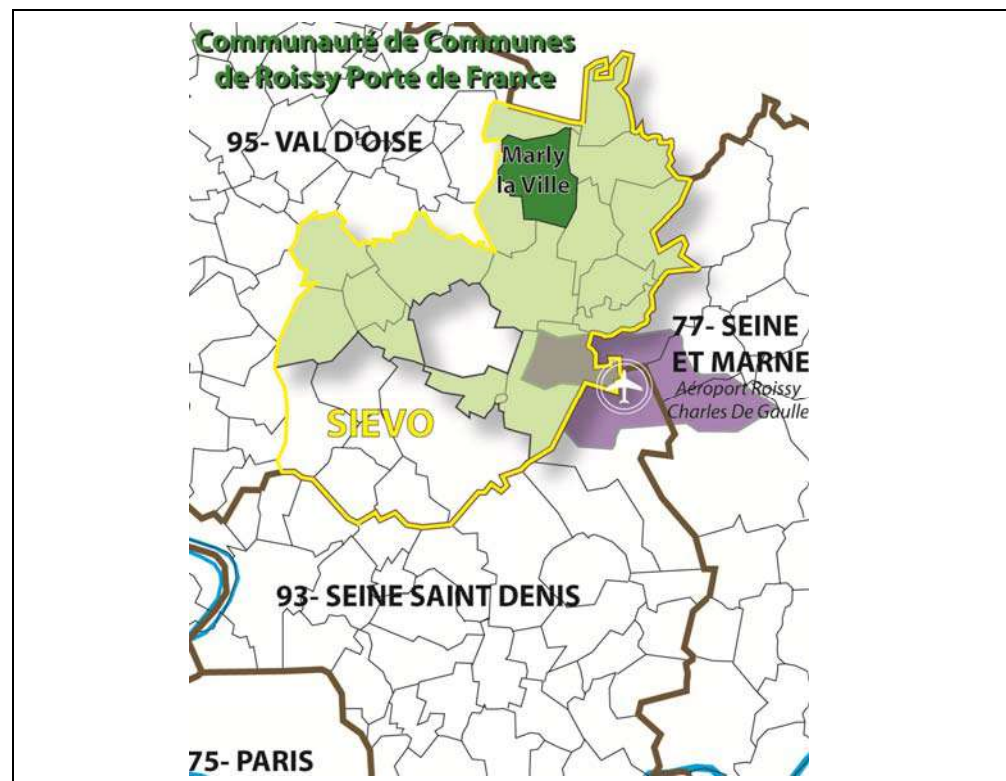 Communauté de Communes
de Roissy Porte de France
95- VAL D'OISE
Marly
la Ville
77- SEINE
ET MARNE
Aéroport Roissy
Charles De Gaulle
SIEVO
93- SEINE SAINT DENIS
75- PARIS